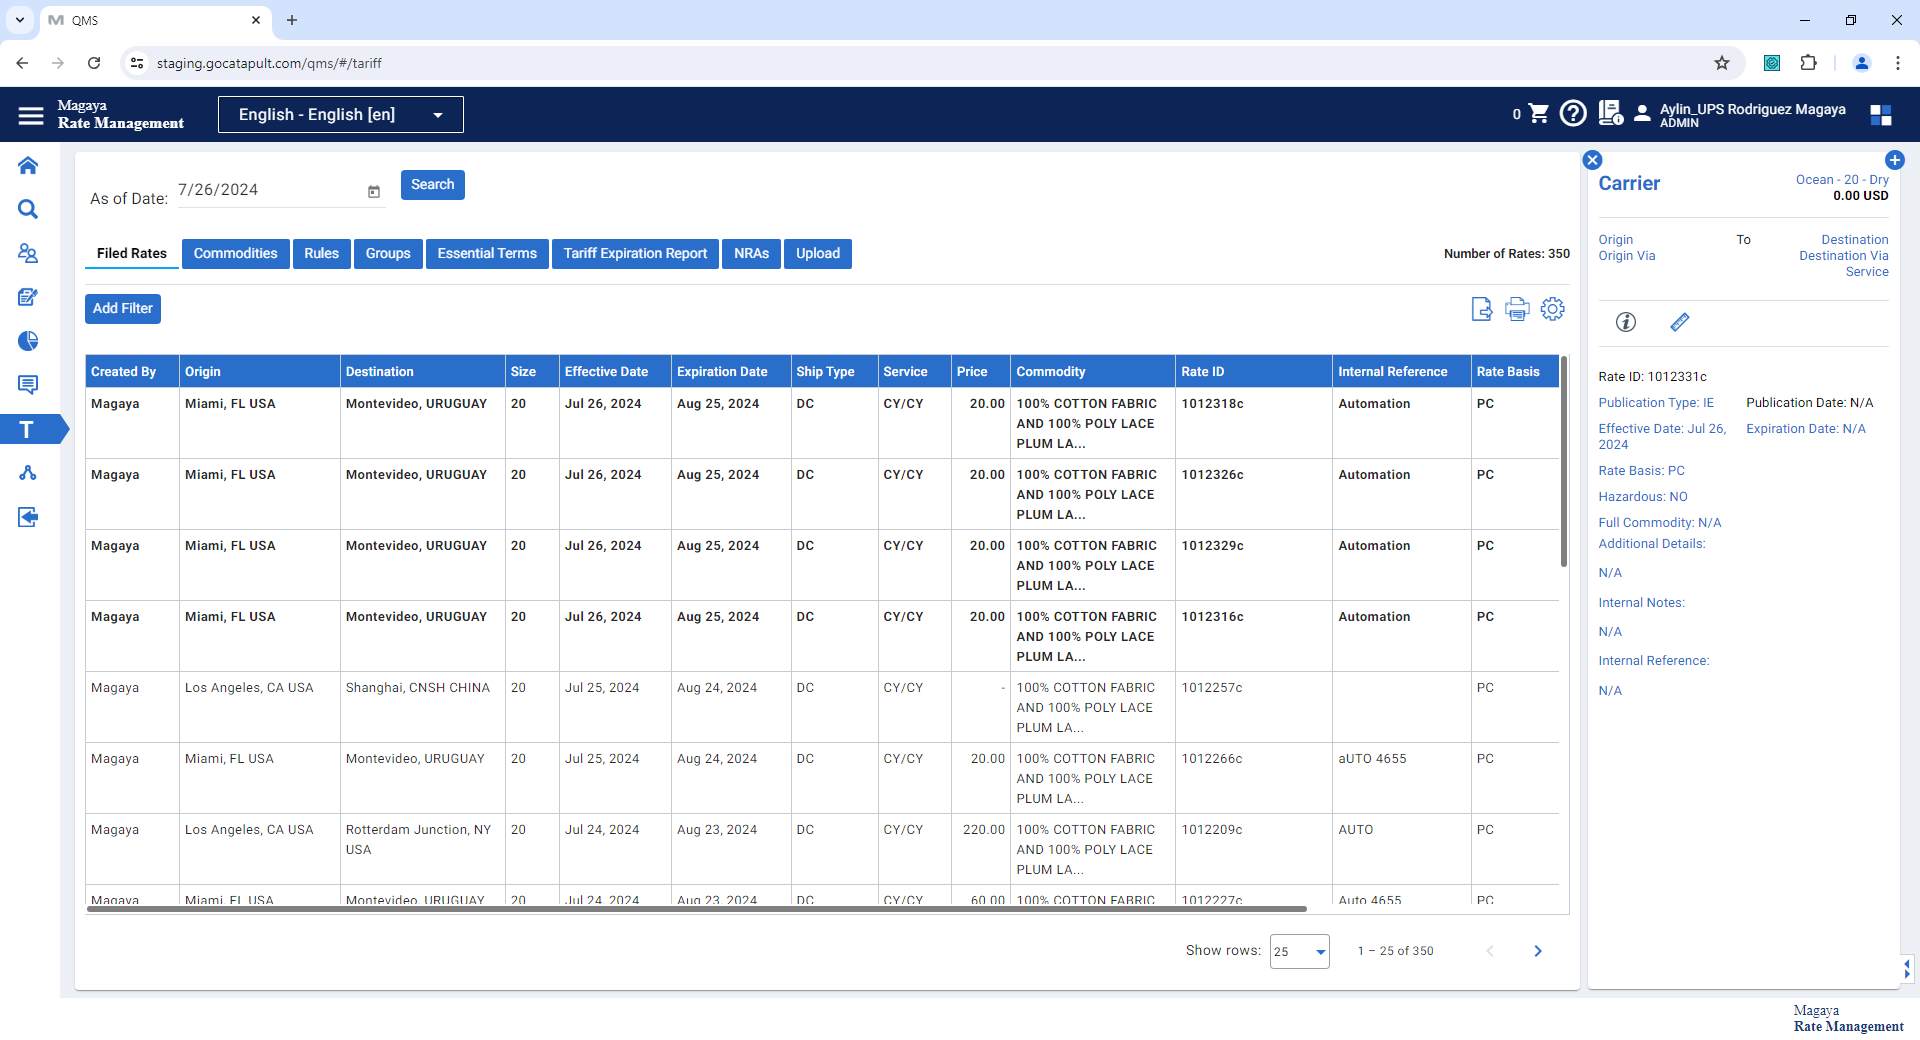 QMS
staging.gocatapult.com/qms/#/tariff
Magaya
Rate Management
English - English [en]
0
Aylin_UPS Rodriguez Magaya
ADMIN
As of Date: 7/26/2024 Search
Filed Rates Commodities Rules Groups Essential Terms Tariff Expiration Report NRAs Upload Number of Rates: 350
Add Filter
Created By Origin Destination Size Effective Date Expiration Date Ship Type Service Price Commodity Rate ID Internal Reference Rate Basis
Magaya Miami, FL USA Montevideo, URUGUAY 20 Jul 26, 2024 Aug 25, 2024 DC CY/CY 20.00 100% COTTON FABRIC 1012318c Automation PC
AND 100% POLY LACE
PLUM LA...
Magaya Miami, FL USA Montevideo, URUGUAY 20 Jul 26, 2024 Aug 25, 2024 DC CY/CY 20.00 100% COTTON FABRIC 1012326c Automation PC
AND 100% POLY LACE
PLUM LA...
Magaya Miami, FL USA Montevideo, URUGUAY 20 Jul 26, 2024 Aug 25, 2024 DC CY/CY 20.00 100% COTTON FABRIC 1012329c Automation PC
AND 100% POLY LACE
PLUM LA...
Magaya Miami, FL USA Montevideo, URUGUAY 20 Jul 26, 2024 Aug 25, 2024 DC CY/CY 20.00 100% COTTON FABRIC 1012316c Automation PC
AND 100% POLY LACE
PLUM LA...
Magaya Los Angeles, CA USA Shanghai, CNSH CHINA 20 Jul 25, 2024 Aug 24, 2024 DC CY/CY - 100% COTTON FABRIC 1012257c PC
AND 100% POLY LACE
PLUM LA...
Magaya Miami, FL USA Montevideo, URUGUAY 20 Jul 25, 2024 Aug 24, 2024 DC CY/CY 20.00 100% COTTON FABRIC 1012266c aUTO 4655 PC
AND 100% POLY LACE
PLUM LA...
Magaya Los Angeles, CA USA Rotterdam Junction, NY 20 Jul 24, 2024 Aug 23, 2024 DC CY/CY 220.00 100% COTTON FABRIC 1012209c AUTO PC
USA AND 100% POLY LACE
PLUM LA...
Magaya Miami, FL USA Montevideo, URUGUAY 20 Jul 24, 2024 Aug 23, 2024 DC CY/CY 60.00 100% COTTON FABRIC 1012227c Auto 4655 PC
Show rows: 25 1 – 25 of 350
Carrier Ocean - 20 - Dry
0.00 USD
Origin To Destination
Origin Via Destination Via
Service
Rate ID: 1012331c
Publication Type: IE Publication Date: N/A
Effective Date: Jul 26, Expiration Date: N/A
2024
Rate Basis: PC
Hazardous: NO
Full Commodity: N/A
Additional Details:
N/A
Internal Notes:
N/A
Internal Reference:
N/A
T
Magaya
Rate Management